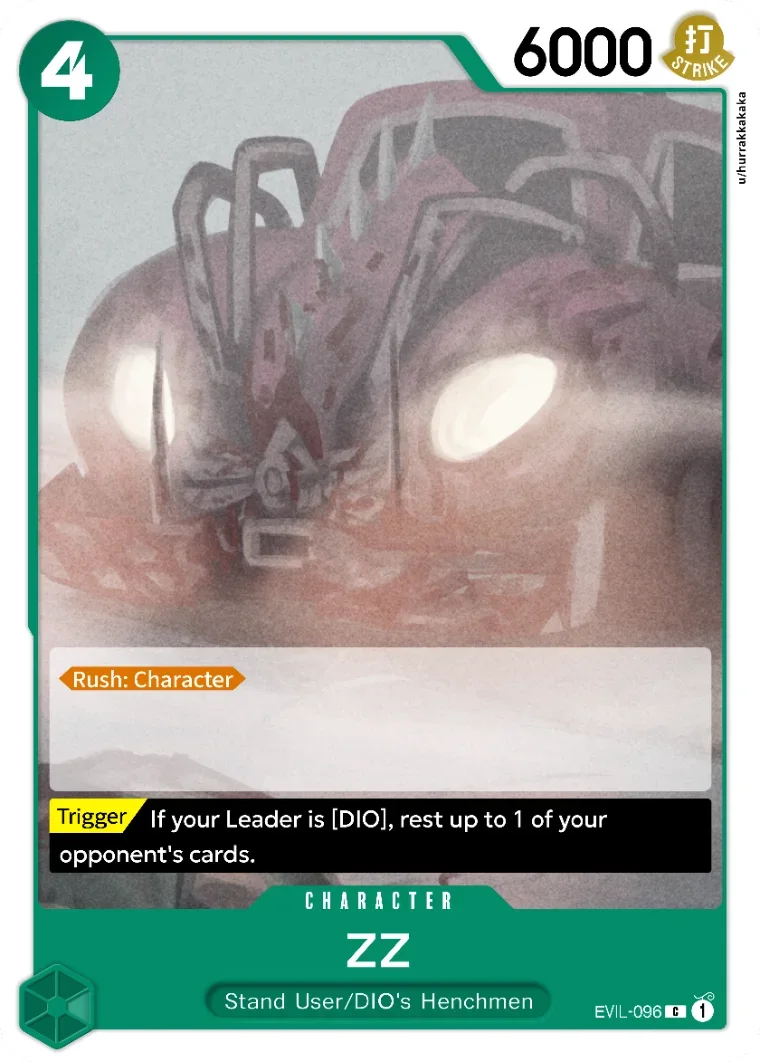 4
6000
打
STRIKE
u/hurrakkakaka
Rush: Character
Trigger If your Leader is [DIO], rest up to 1 of your
opponent's cards.
CHARACTER
ZZ
Stand User/DIO's Henchmen
EVIL-096 C 1